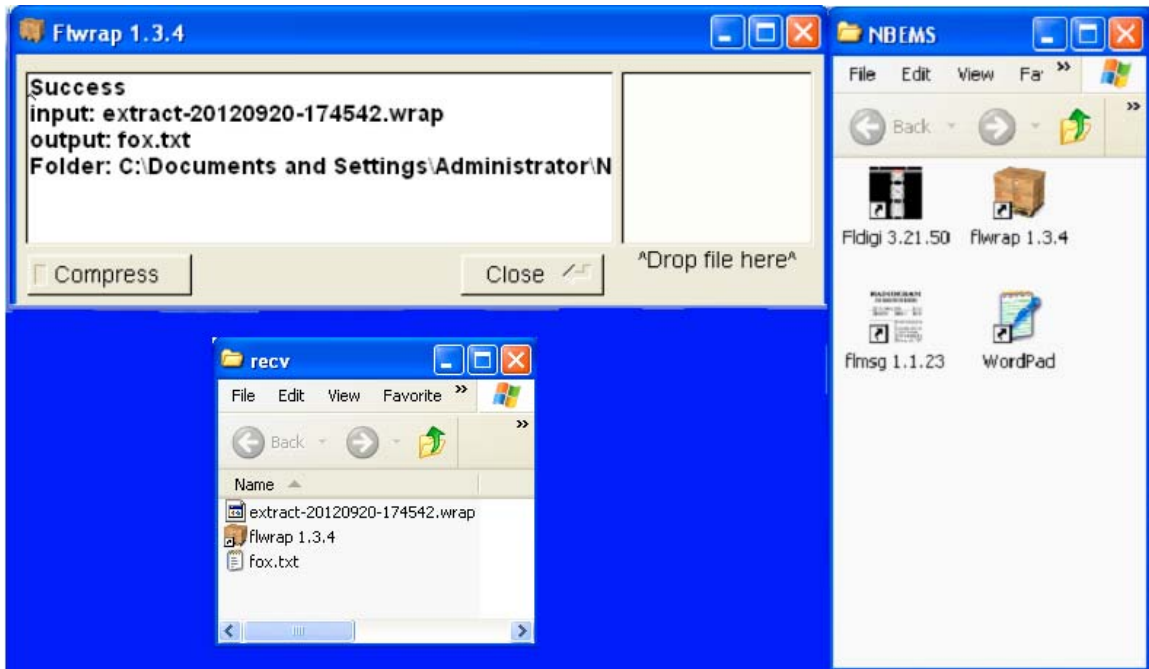 Flwrap 1.3.4
Success
input: extract-20120920-174542.wrap
output: fox.txt
Folder: C:\Documents and Settings\Administrator\N
Compress
Close
^Drop file here^
NBEMS
File Edit View Fa »
Back »
Fldigi 3.21.50 flwrap 1.3.4
flmsg 1.1.23 WordPad
recv
File Edit View Favorite »
Back »
Name
extract-20120920-174542.wrap
flwrap 1.3.4
fox.txt